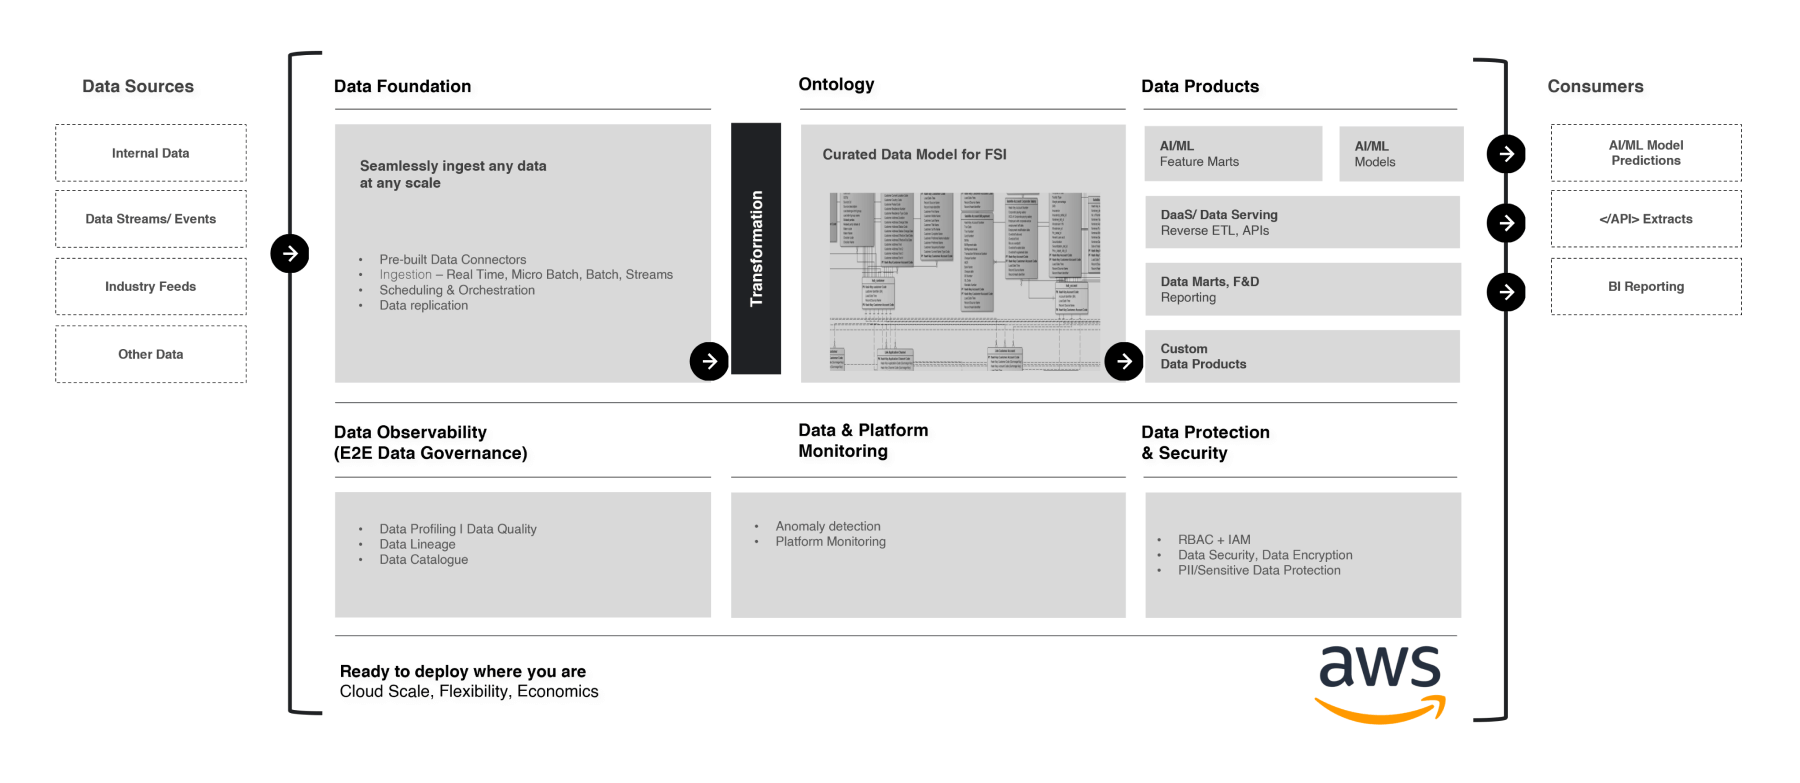 Data Sources
Internal Data
Data Streams/ Events
Industry Feeds
Other Data
Data Foundation
Seamlessly ingest any data
at any scale
• Pre-built Data Connectors
• Ingestion – Real Time, Micro Batch, Batch, Streams
• Scheduling & Orchestration
• Data replication
Transformation
Ontology
Curated Data Model for FSI
Data Products
AI/ML
Feature Marts
AI/ML
Models
DaaS/ Data Serving
Reverse ETL, APIs
Data Marts, F&D
Reporting
Custom
Data Products
Consumers
AI/ML Model
Predictions
</API> Extracts
BI Reporting
Data Observability
(E2E Data Governance)
• Data Profiling I Data Quality
• Data Lineage
• Data Catalogue
Data & Platform
Monitoring
• Anomaly detection
• Platform Monitoring
Data Protection
& Security
• RBAC + IAM
• Data Security, Data Encryption
• PII/Sensitive Data Protection
Ready to deploy where you are
Cloud Scale, Flexibility, Economics
aws